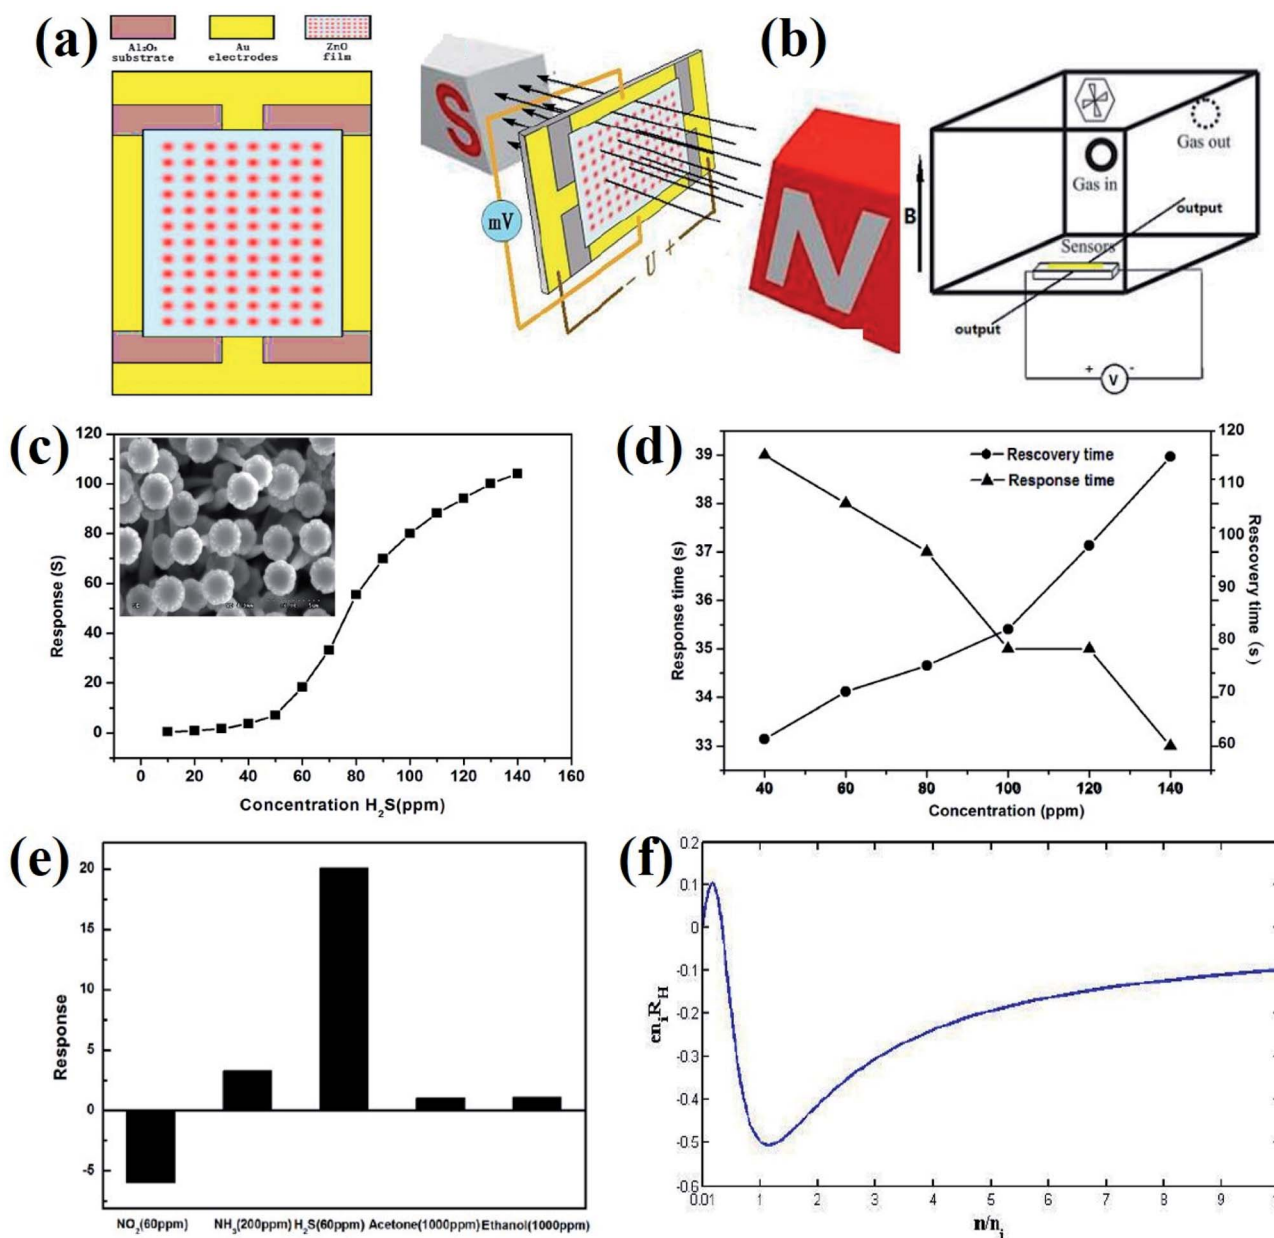 (a)
Al₂O₃
substrate
Au
electrodes
ZnO
film
S
N
mV
- U +
(b)
B
Gas in
Gas out
output
Sensors
output
+ V -
(c)
120
100
80
60
40
20
0
Response (S)
0 20 40 60 80 100 120 140 160
Concentration H₂S(ppm)
(d)
Rescovery time
Response time
39
38
37
36
35
34
33
Response time (s)
120
110
100
90
80
70
60
Rescovery time (s)
40 60 80 100 120 140
Concentration (ppm)
(e)
20
15
10
5
0
-5
Response
NO₂(60ppm) NH₃(200ppm) H₂S(60ppm) Acetone(1000ppm) Ethanol(1000ppm)
(f)
0.2
0.1
0
-0.1
-0.2
-0.3
-0.4
-0.5
-0.6
en_iR_H
0.01 1 2 3 4 5 6 7 8 9
n/n_i